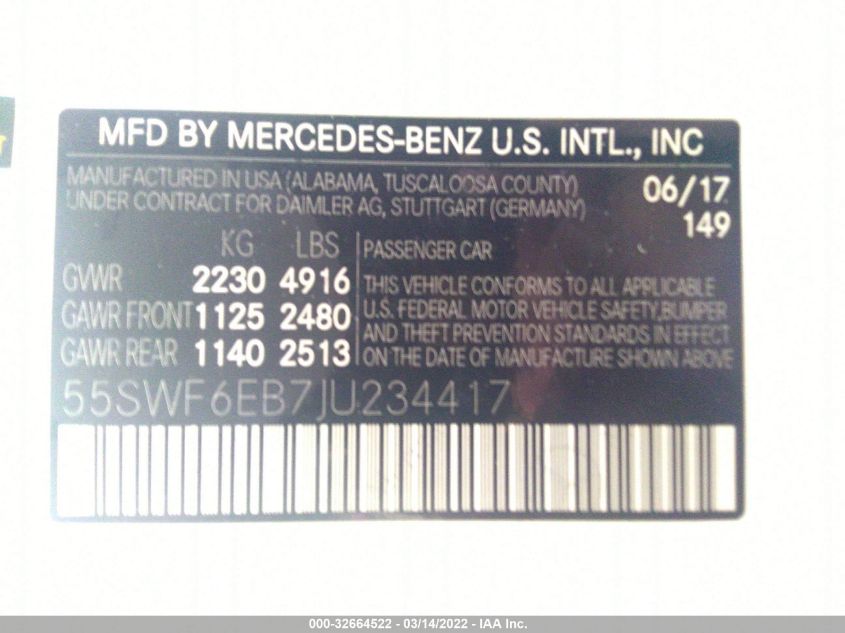 MFD BY MERCEDES-BENZ U.S. INTL., INC
MANUFACTURED IN USA (ALABAMA, TUSCALOOSA COUNTY)
UNDER CONTRACT FOR DAIMLER AG, STUTTGART (GERMANY)
06/17
149
KG LBS
GVWR 2230 4916
GAWR FRONT 1125 2480
GAWR REAR 1140 2513
PASSENGER CAR
THIS VEHICLE CONFORMS TO ALL APPLICABLE
U.S. FEDERAL MOTOR VEHICLE SAFETY,BUMPER
AND THEFT PREVENTION STANDARDS IN EFFECT
ON THE DATE OF MANUFACTURE SHOWN ABOVE
55SWF6EB7JU234417
000-32664522 - 03/14/2022 - IAA Inc.